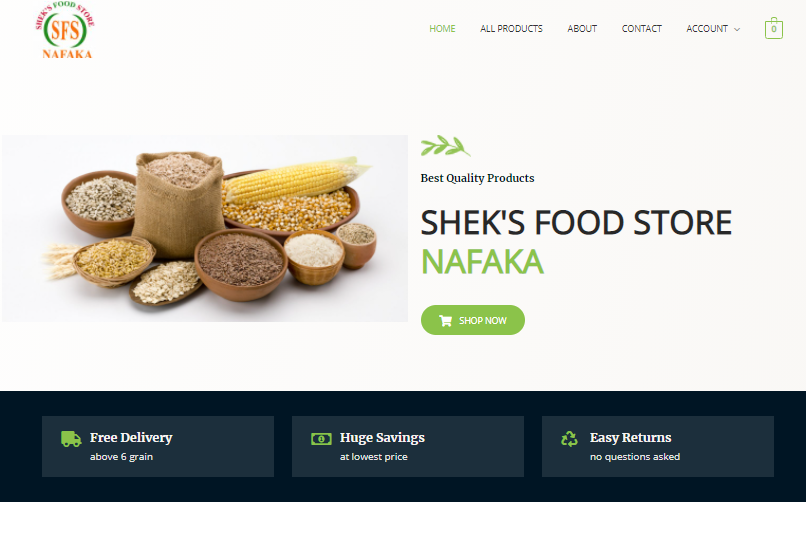 SHEK'S FOOD STORE
SFS
NAFAKA
HOME
ALL PRODUCTS
ABOUT
CONTACT
ACCOUNT
0
Best Quality Products
SHEK'S FOOD STORE
NAFAKA
SHOP NOW
Free Delivery
above 6 grain
Huge Savings
at lowest price
Easy Returns
no questions asked